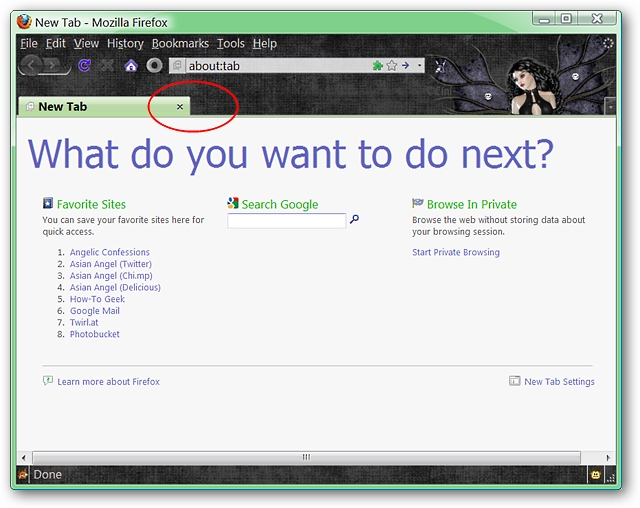 New Tab - Mozilla Firefox
File Edit View History Bookmarks Tools Help
about:tab
New Tab
What do you want to do next?
Favorite Sites
You can save your favorite sites here for
quick access.
1. Angelic Confessions
2. Asian Angel (Twitter)
3. Asian Angel (Chi.mp)
4. Asian Angel (Delicious)
5. How-To Geek
6. Google Mail
7. Twirl.at
8. Photobucket
Search Google
Browse In Private
Browse the web without storing data about
your browsing session.
Start Private Browsing
Learn more about Firefox
New Tab Settings
Done